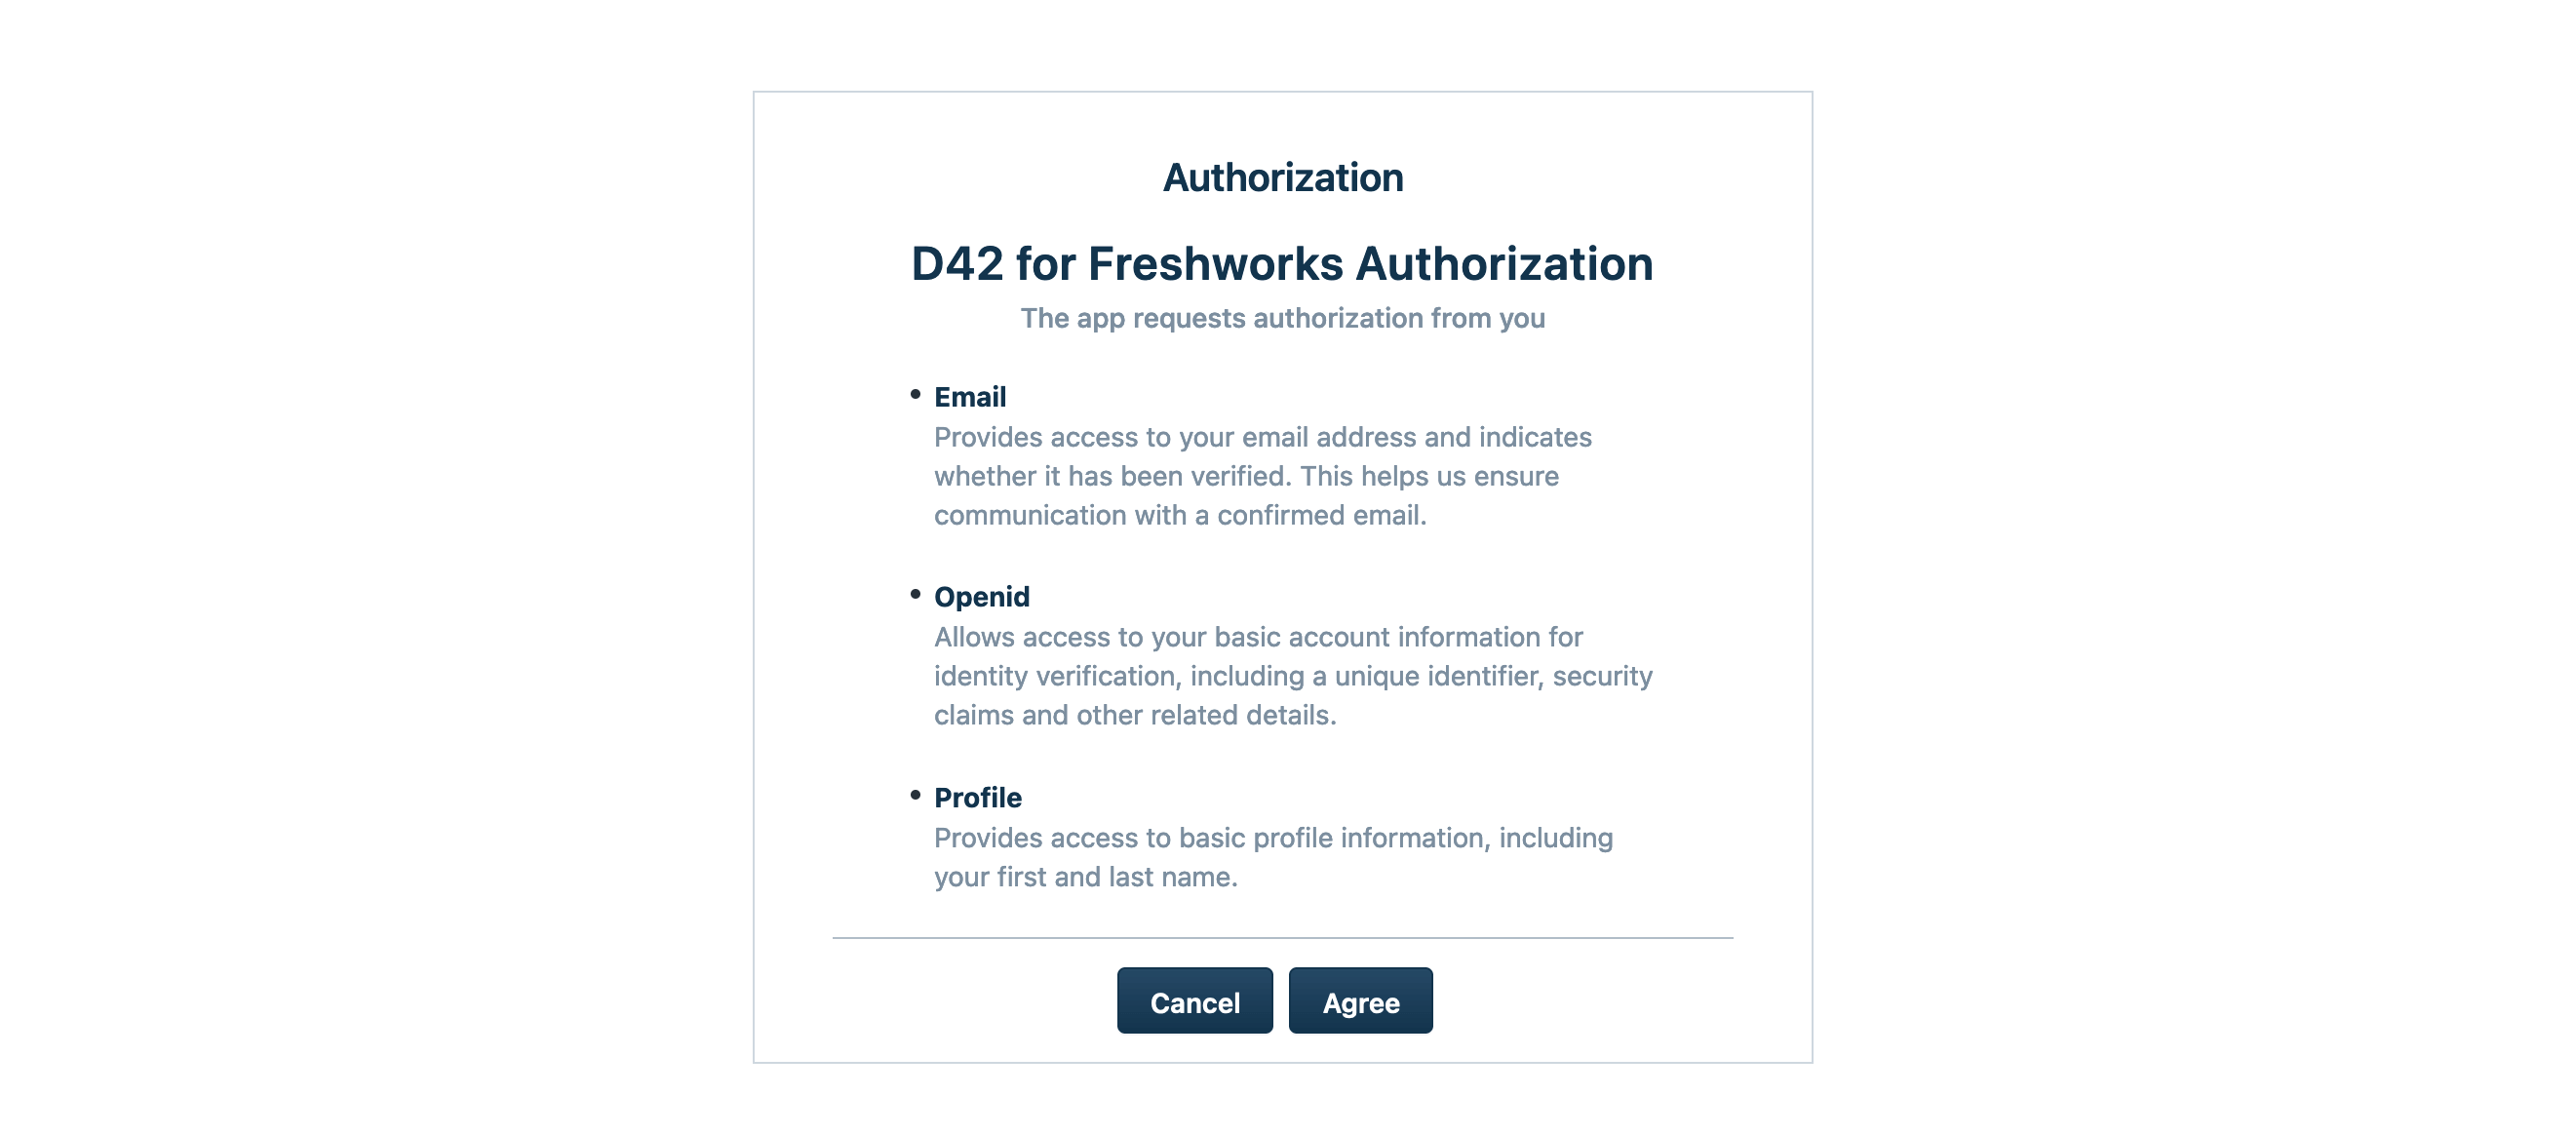 Authorization
D42 for Freshworks Authorization
The app requests authorization from you
• Email
Provides access to your email address and indicates
whether it has been verified. This helps us ensure
communication with a confirmed email.
• Openid
Allows access to your basic account information for
identity verification, including a unique identifier, security
claims and other related details.
• Profile
Provides access to basic profile information, including
your first and last name.
Cancel Agree